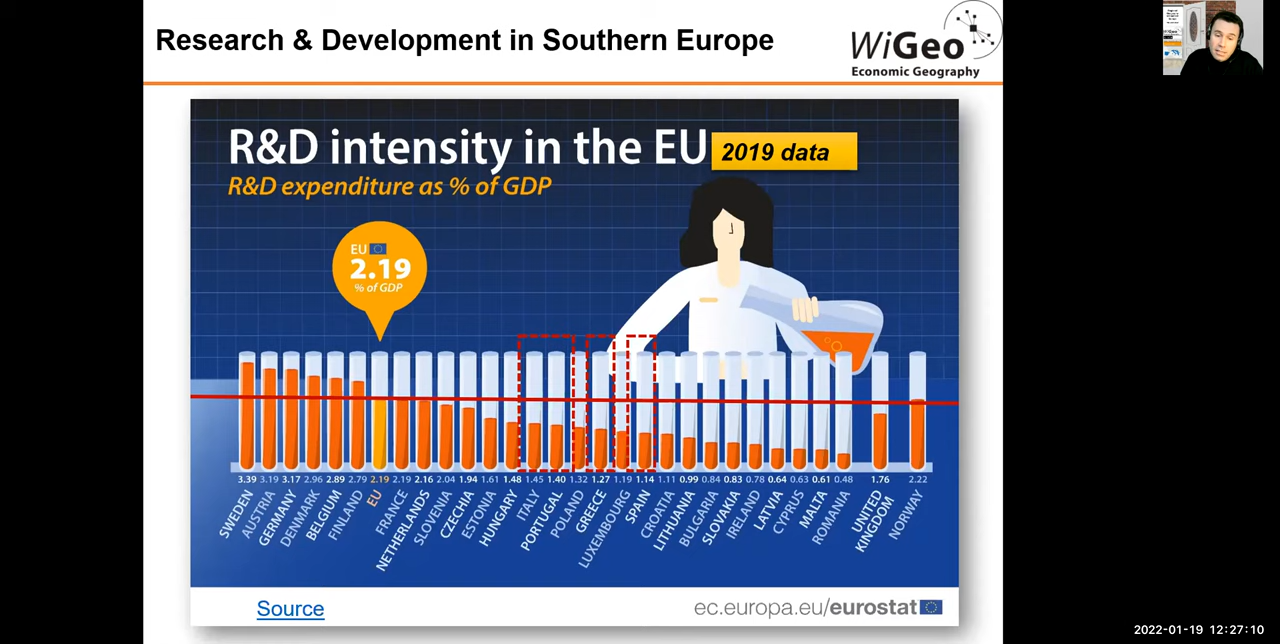 Research & Development in Southern Europe
WiGeo
Economic Geography
R&D intensity in the EU
2019 data
R&D expenditure as % of GDP
EU
2.19
% of GDP
3.39 3.19 3.17 2.96 2.89 2.79 2.19 2.19 2.16 2.04 1.94 1.61 1.48 1.45 1.40 1.32 1.27 1.19 1.14 1.11 0.99 0.84 0.83 0.78 0.64 0.63 0.61 0.48 1.76 2.22
SWEDEN
AUSTRIA
GERMANY
DENMARK
BELGIUM
FINLAND
EU
FRANCE
NETHERLANDS
SLOVENIA
CZECHIA
ESTONIA
HUNGARY
ITALY
PORTUGAL
POLAND
GREECE
LUXEMBOURG
SPAIN
CROATIA
LITHUANIA
BULGARIA
SLOVAKIA
IRELAND
LATVIA
CYPRUS
MALTA
ROMANIA
UNITED
KINGDOM
NORWAY
Source
ec.europa.eu/eurostat
2022-01-19 12:27:10